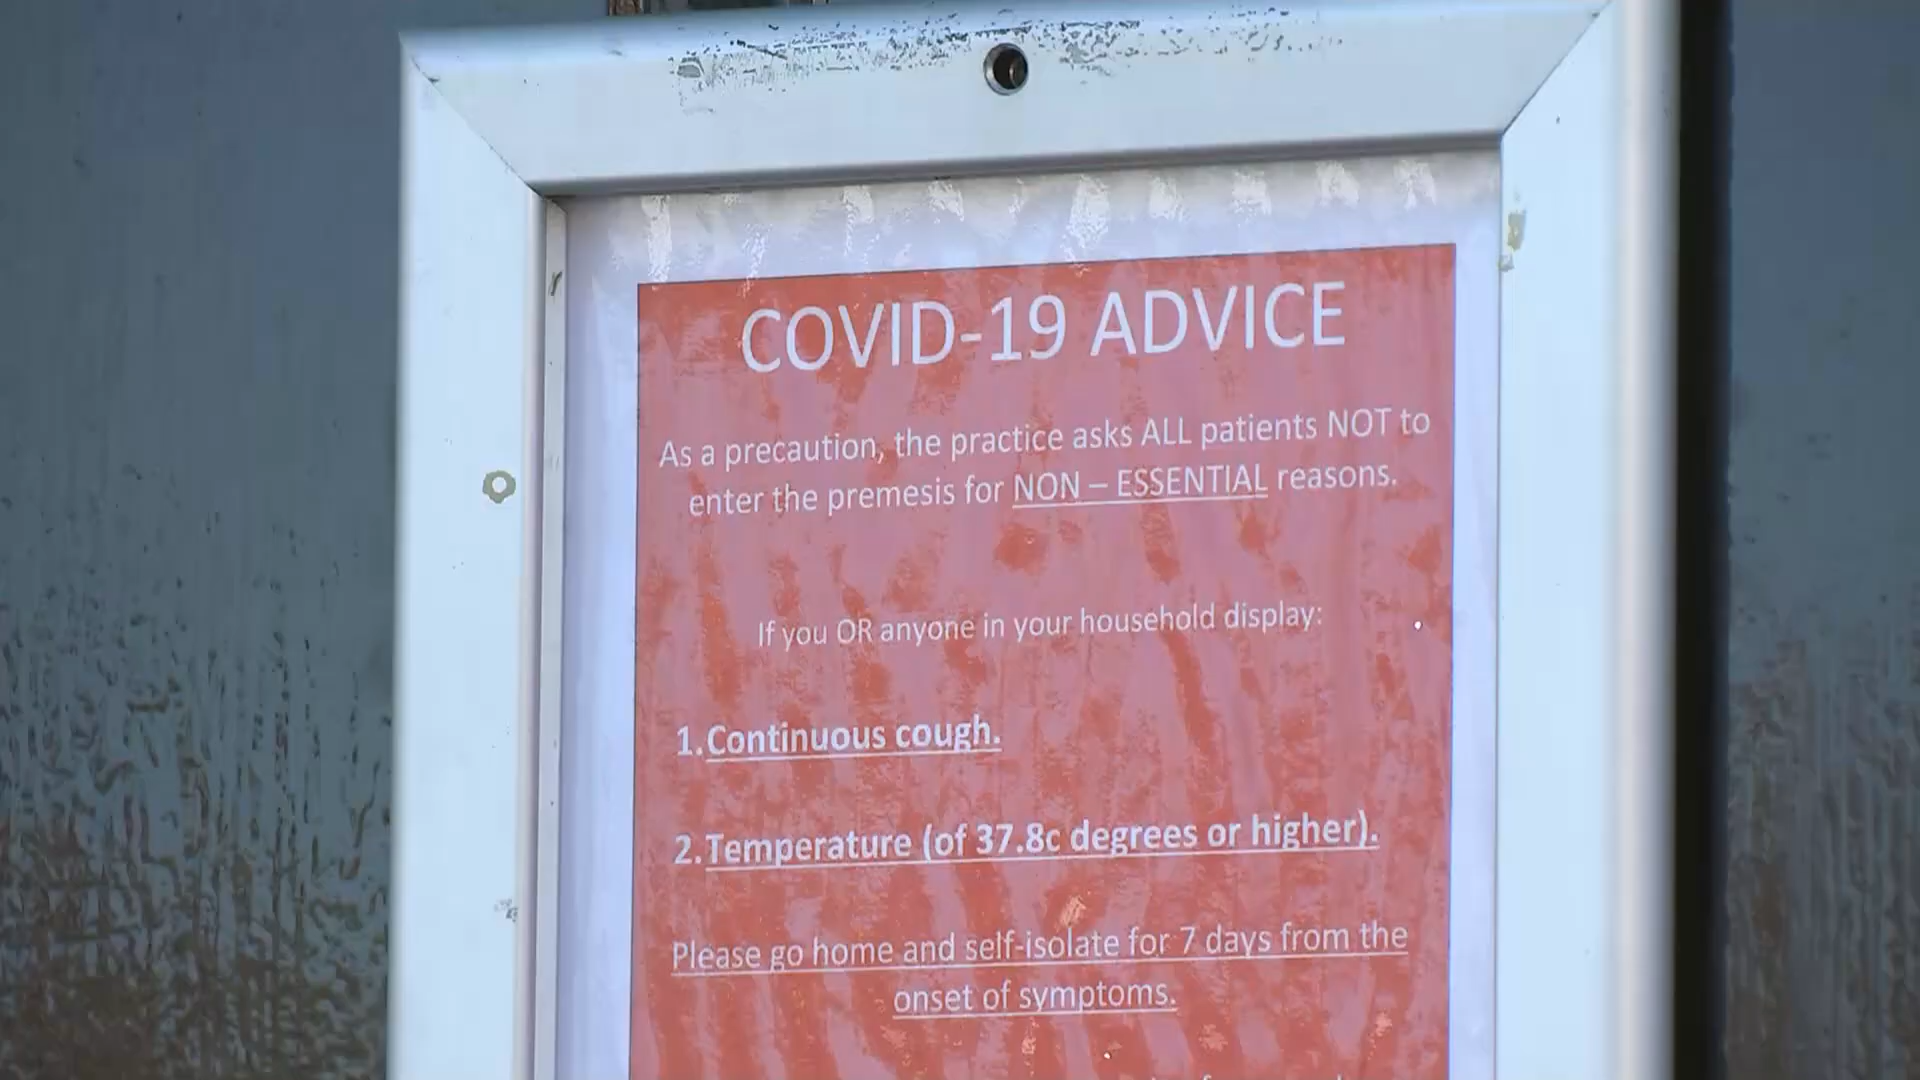 COVID-19 ADVICE
As a precaution, the practice asks ALL patients NOT to
enter the premesis for NON – ESSENTIAL reasons.
If you OR anyone in your household display:
1. Continuous cough.
2. Temperature (of 37.8c degrees or higher).
Please go home and self-isolate for 7 days from the
onset of symptoms.